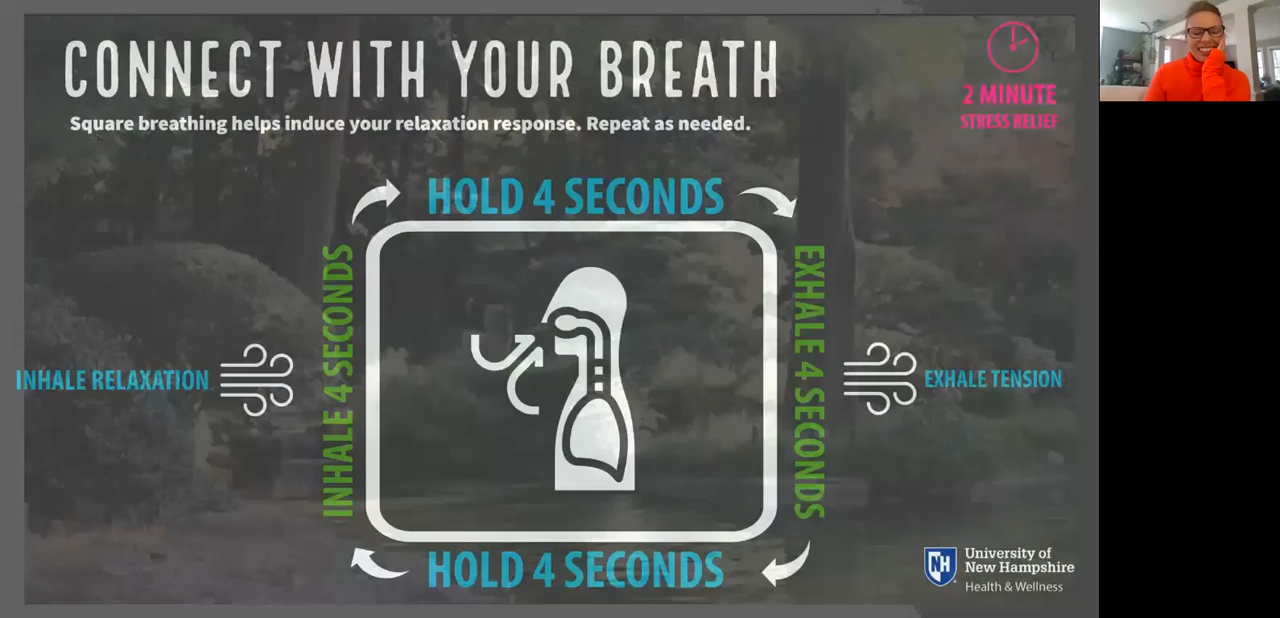 CONNECT WITH YOUR BREATH
Square breathing helps induce your relaxation response. Repeat as needed.
2 MINUTE
STRESS RELIEF
HOLD 4 SECONDS
INHALE 4 SECONDS
EXHALE 4 SECONDS
INHALE RELAXATION
EXHALE TENSION
HOLD 4 SECONDS
NH
University of
New Hampshire
Health & Wellness